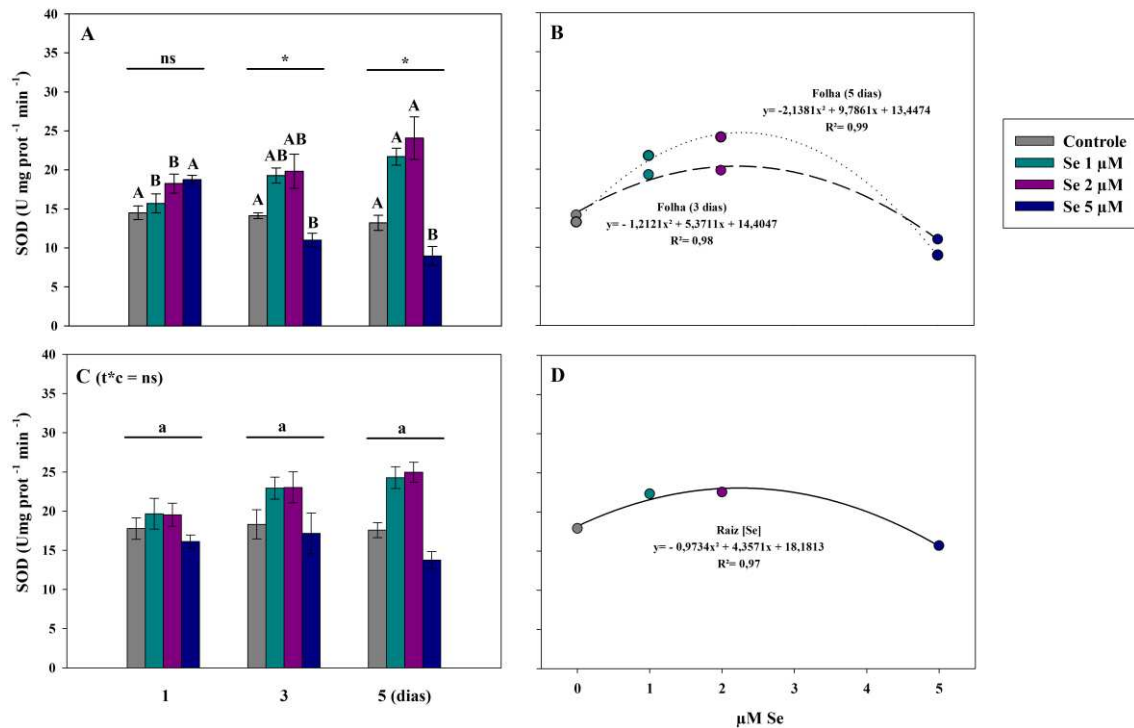 A
SOD (U mg prot ⁻¹ min ⁻¹)
40
35
30
25
20
15
10
5
0
ns
*
*
A
B
B
A
A
AB
AB
B
A
A
A
B
B
Folha (5 dias)
y= -2,1381x² + 9,7861x + 13,4474
R²= 0,99
Folha (3 dias)
y= - 1,2121x² + 5,3711x + 14,4047
R²= 0,98
Controle
Se 1 µM
Se 2 µM
Se 5 µM
C (t*c = ns)
SOD (Umg prot ⁻¹ min ⁻¹)
40
35
30
25
20
15
10
5
0
a
a
a
1
3
5 (dias)
D
Raiz [Se]
y= - 0,9734x² + 4,3571x + 18,1813
R²= 0,97
0
1
2
3
4
5
µM Se